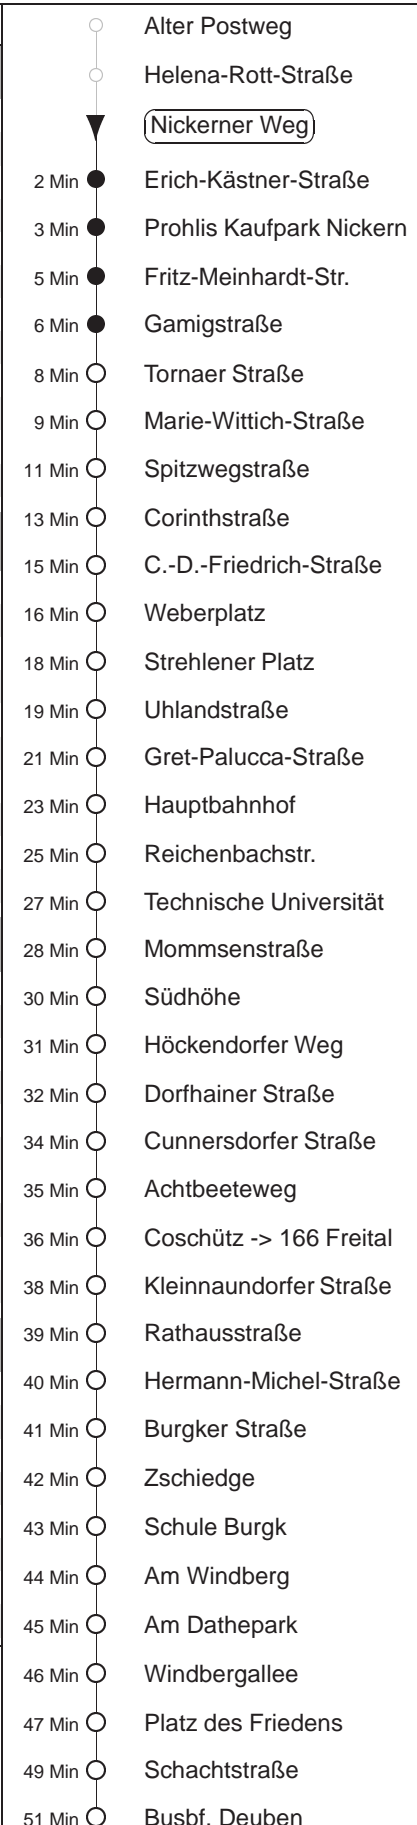 Alter Postweg
Helena-Rott-Straße
Nickerner Weg
2 Min Erich-Kästner-Straße
3 Min Prohlis Kaufpark Nickern
5 Min Fritz-Meinhardt-Str.
6 Min Gamigstraße
8 Min Tornaer Straße
9 Min Marie-Wittich-Straße
11 Min Spitzwegstraße
13 Min Corinthstraße
15 Min C.-D.-Friedrich-Straße
16 Min Weberplatz
18 Min Strehlener Platz
19 Min Uhlandstraße
21 Min Gret-Palucca-Straße
23 Min Hauptbahnhof
25 Min Reichenbachstr.
27 Min Technische Universität
28 Min Mommsenstraße
30 Min Südhöhe
31 Min Höckendorfer Weg
32 Min Dorfhainer Straße
34 Min Cunnersdorfer Straße
35 Min Achtbeeteweg
36 Min Coschütz -> 166 Freital
38 Min Kleinnaundorfer Straße
39 Min Rathausstraße
40 Min Hermann-Michel-Straße
41 Min Burgker Straße
42 Min Zschiedge
43 Min Schule Burgk
44 Min Am Windberg
45 Min Am Dathepark
46 Min Windbergallee
47 Min Platz des Friedens
49 Min Schachtstraße
51 Min Busbf. Deuben